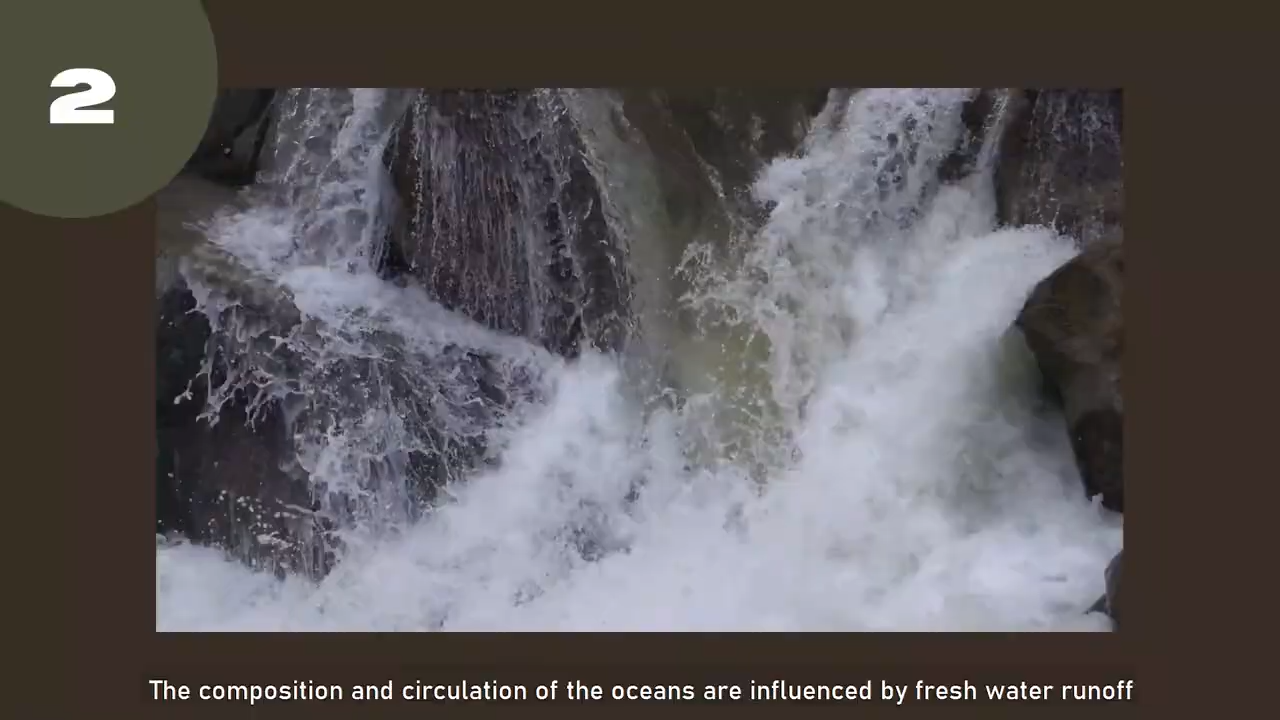 2
The composition and circulation of the oceans are influenced by fresh water runoff